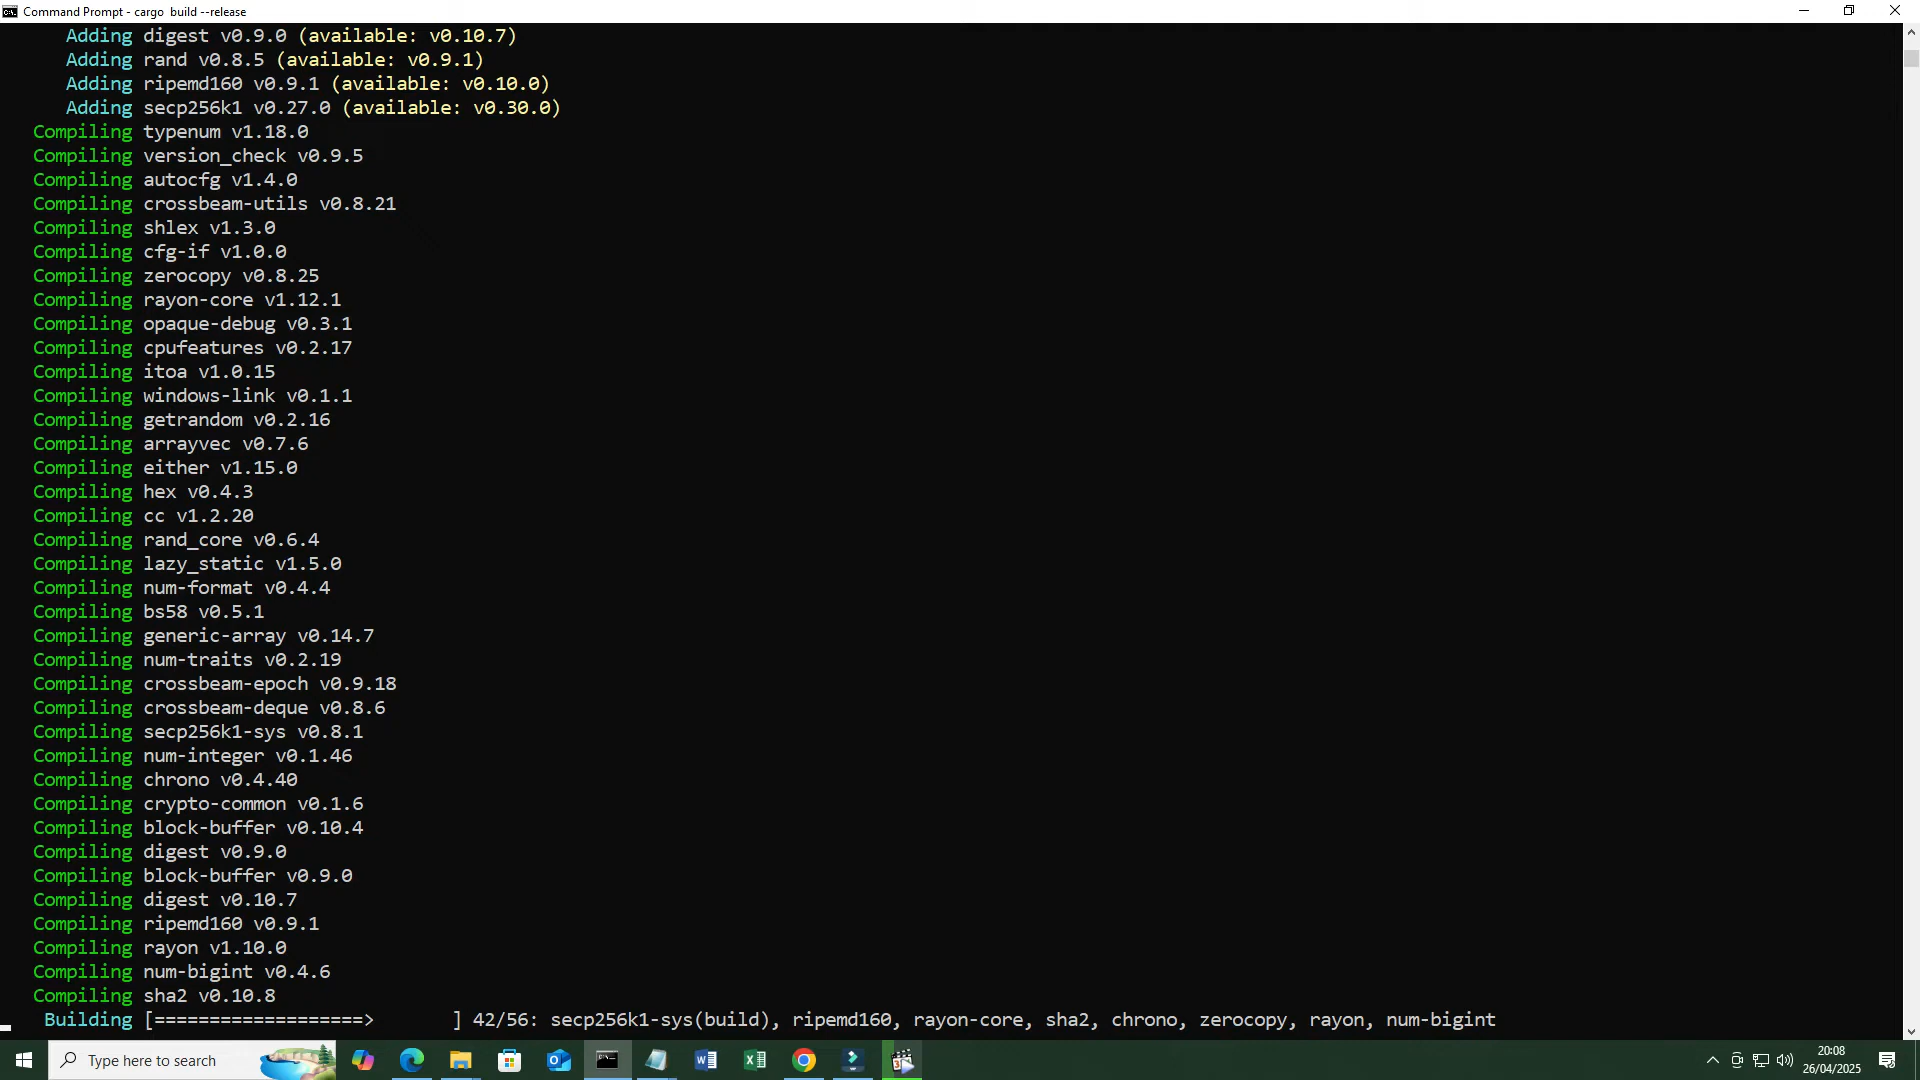 Command Prompt - cargo  build --release
Adding digest v0.9.0 (available: v0.10.7)
Adding rand v0.8.5 (available: v0.9.1)
Adding ripemd160 v0.9.1 (available: v0.10.0)
Adding secp256k1 v0.27.0 (available: v0.30.0)
Compiling typenum v1.18.0
Compiling version_check v0.9.5
Compiling autocfg v1.4.0
Compiling crossbeam-utils v0.8.21
Compiling shlex v1.3.0
Compiling cfg-if v1.0.0
Compiling zerocopy v0.8.25
Compiling rayon-core v1.12.1
Compiling opaque-debug v0.3.1
Compiling cpufeatures v0.2.17
Compiling itoa v1.0.15
Compiling windows-link v0.1.1
Compiling getrandom v0.2.16
Compiling arrayvec v0.7.6
Compiling either v1.15.0
Compiling hex v0.4.3
Compiling cc v1.2.20
Compiling rand_core v0.6.4
Compiling lazy_static v1.5.0
Compiling num-format v0.4.4
Compiling bs58 v0.5.1
Compiling generic-array v0.14.7
Compiling num-traits v0.2.19
Compiling crossbeam-epoch v0.9.18
Compiling crossbeam-deque v0.8.6
Compiling secp256k1-sys v0.8.1
Compiling num-integer v0.1.46
Compiling chrono v0.4.40
Compiling crypto-common v0.1.6
Compiling block-buffer v0.10.4
Compiling digest v0.9.0
Compiling block-buffer v0.9.0
Compiling digest v0.10.7
Compiling ripemd160 v0.9.1
Compiling rayon v1.10.0
Compiling num-bigint v0.4.6
Compiling sha2 v0.10.8
Building [===================>       ] 42/56: secp256k1-sys(build), ripemd160, rayon-core, sha2, chrono, zerocopy, rayon, num-bigint
Type here to search
20:08
26/04/2025